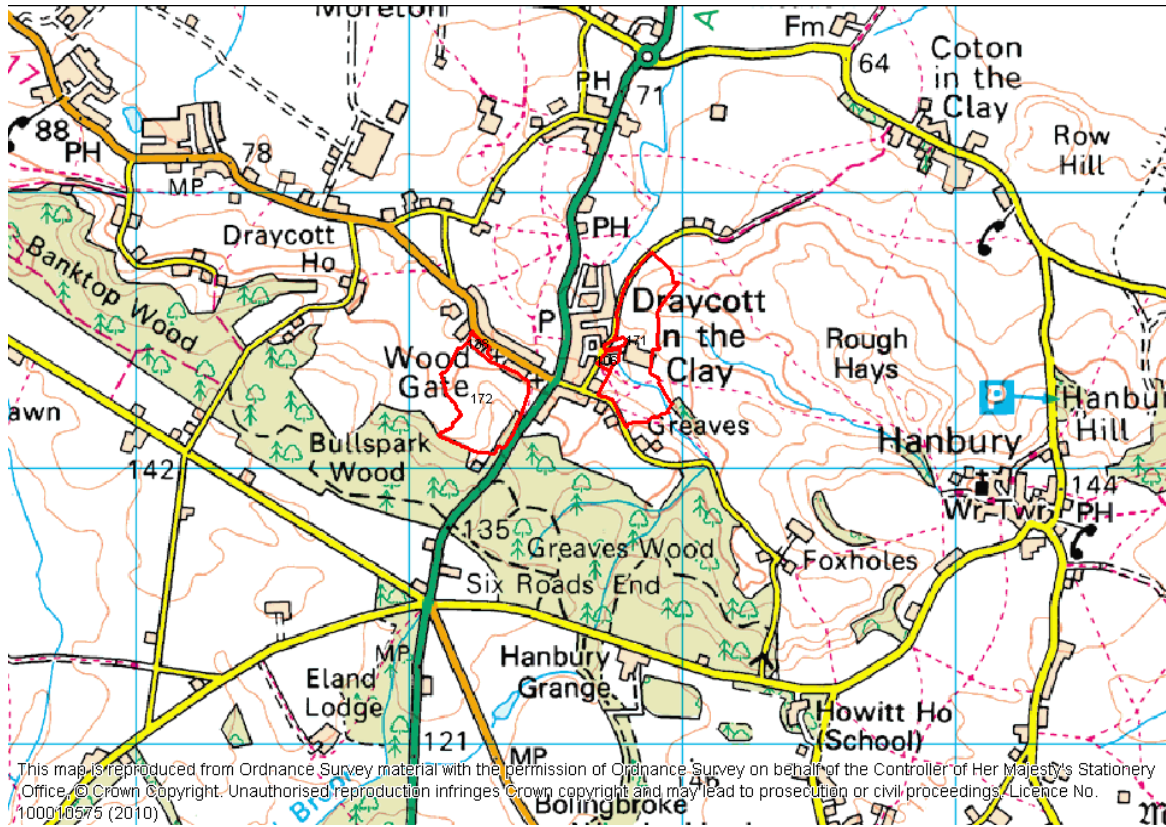 Moreton
Fm
64
Coton
in the
Clay
A
17
88
PH
MP
78
PH
71
Row
Hill
Draycott
Ho
PH
Banktop Wood
P
Draycott
n the
Clay
171
Wood
Gate
172
Rough
Hays
P
Hanbury
Hill
awn
Bullspark
Wood
Greaves
Hanbury
142
144
Wr Twr
PH
135
Greaves Wood
Foxholes
Six Roads End
MP
Hanbury
Grange
Eland
Lodge
Howitt Ho
(School)
121
MP
This map is reproduced from Ordnance Survey material with the permission of Ordnance Survey on behalf of the Controller of Her Majesty's Stationery
Office, © Crown Copyright. Unauthorised reproduction infringes Crown copyright and may lead to prosecution or civil proceedings, Licence No.
100010575 (2010)
Bolingbroke